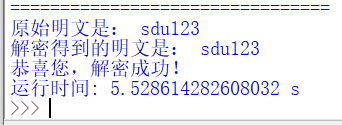 ==============================
原始明文是： sdu123
解密得到的明文是： sdu123
恭喜您，解密成功！
运行时间: 5.528614282608032 s
>>>